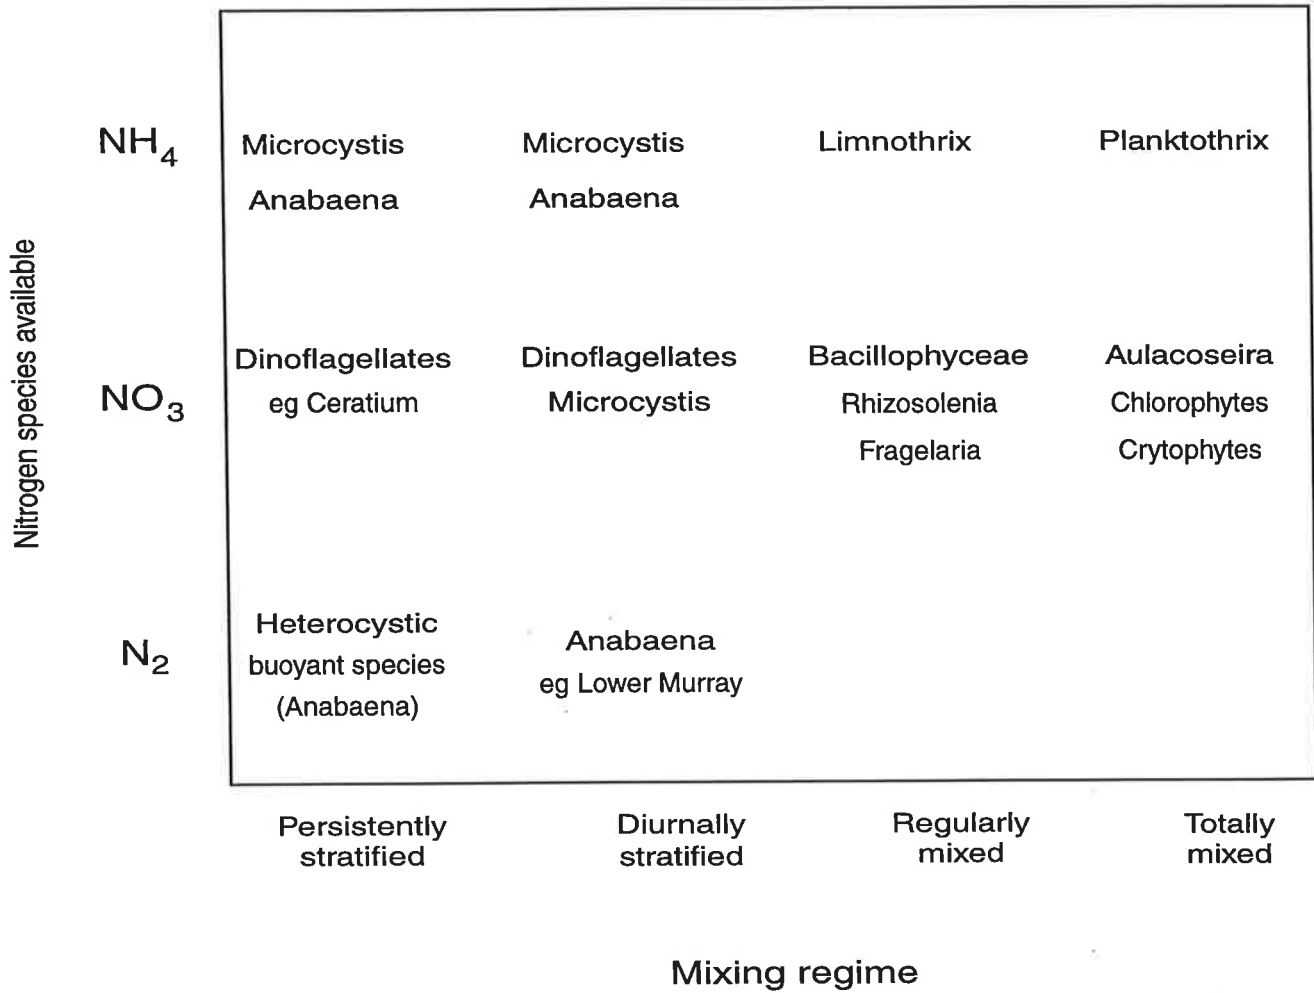 NH4
Microcystis
Microcystis
Limnothrix
Planktothrix
Anabaena
Anabaena
Nitrogen species available
NO3
Dinoflagellates
Dinoflagellates
Bacillophyceae
Aulacoseira
eg Ceratium
Microcystis
Rhizosolenia
Chlorophytes
Fragelaria
Crytophytes
N2
Heterocystic
buoyant species
(Anabaena)
Anabaena
eg Lower Murray
Persistently
stratified
Diurnally
stratified
Regularly
mixed
Totally
mixed
Mixing regime